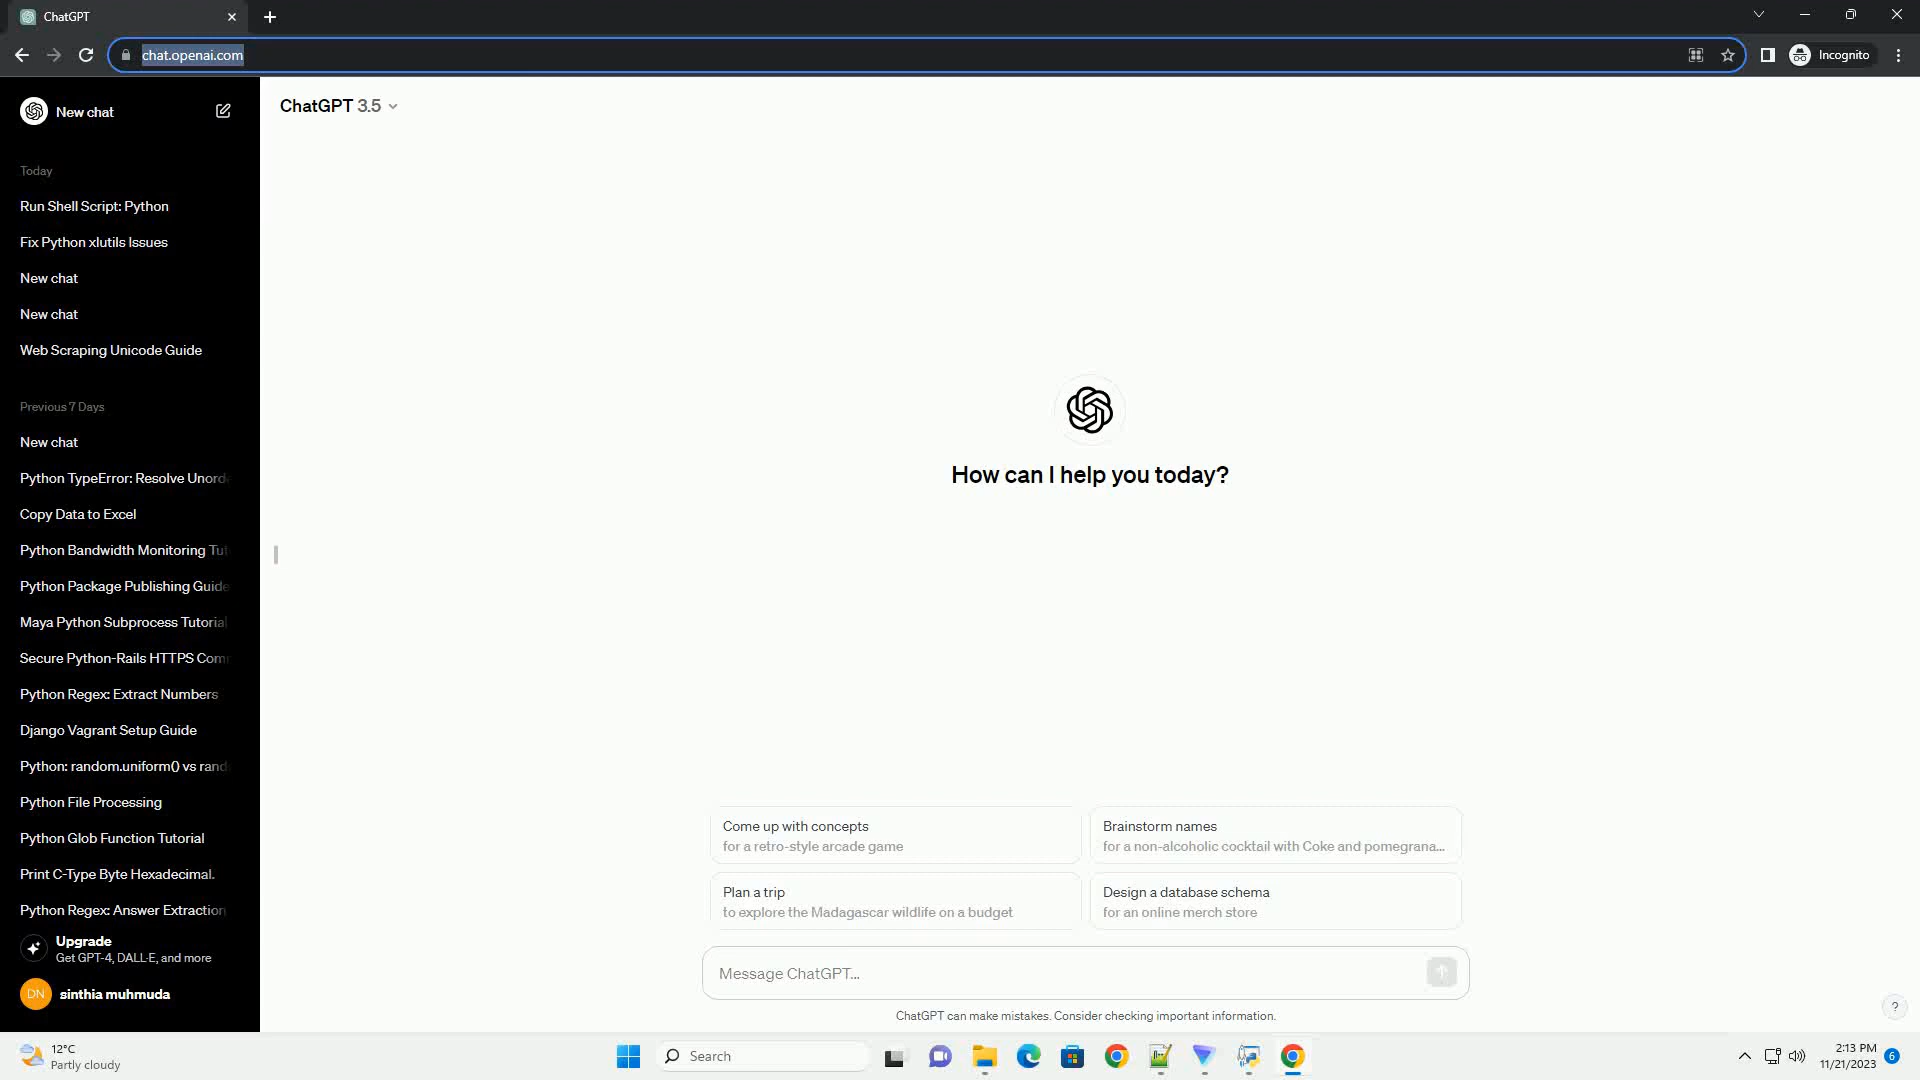 ChatGPT
chat.openai.com
Incognito
New chat
ChatGPT 3.5
Today
Run Shell Script: Python
Fix Python xlutils Issues
New chat
New chat
Web Scraping Unicode Guide
Previous 7 Days
New chat
Python TypeError: Resolve Unord
Copy Data to Excel
Python Bandwidth Monitoring Tut
Python Package Publishing Guide
Maya Python Subprocess Tutorial
Secure Python-Rails HTTPS Com
Python Regex: Extract Numbers
Django Vagrant Setup Guide
Python: random.uniform() vs rand
Python File Processing
Python Glob Function Tutorial
Print C-Type Byte Hexadecimal.
Python Regex: Answer Extraction
Upgrade
Get GPT-4, DALL·E, and more
DN
sinthia muhmuda
How can I help you today?
Come up with concepts
for a retro-style arcade game
Brainstorm names
for a non-alcoholic cocktail with Coke and pomegrana...
Plan a trip
to explore the Madagascar wildlife on a budget
Design a database schema
for an online merch store
Message ChatGPT...
ChatGPT can make mistakes. Consider checking important information.
?
12°C
Partly cloudy
Search
2:13 PM
11/21/2023
6